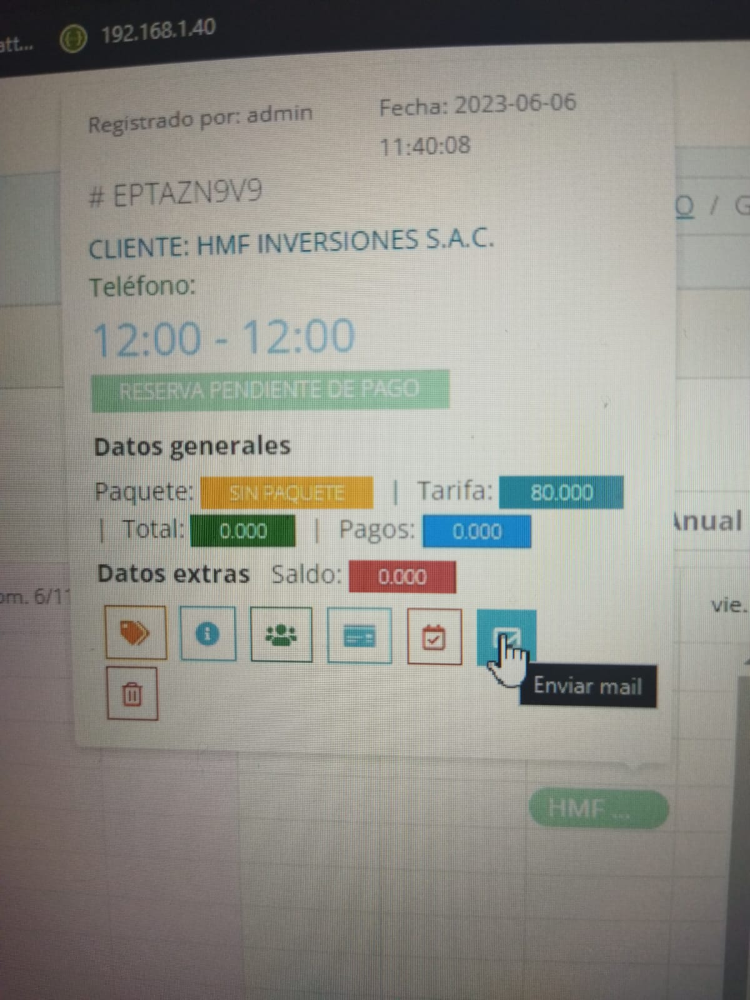 att...
192.168.1.40
Registrado por: admin
Fecha: 2023-06-06
11:40:08
# EPTAZN9V9
O / G
CLIENTE: HMF INVERSIONES S.A.C.
Teléfono:
12:00 - 12:00
RESERVA PENDIENTE DE PAGO
Datos generales
Paquete: SIN PAQUETE | Tarifa: 80.000
| Total: 0.000 | Pagos: 0.000
Anual
Datos extras Saldo: 0.000
om. 6/11
vie.
Enviar mail
HMF ...